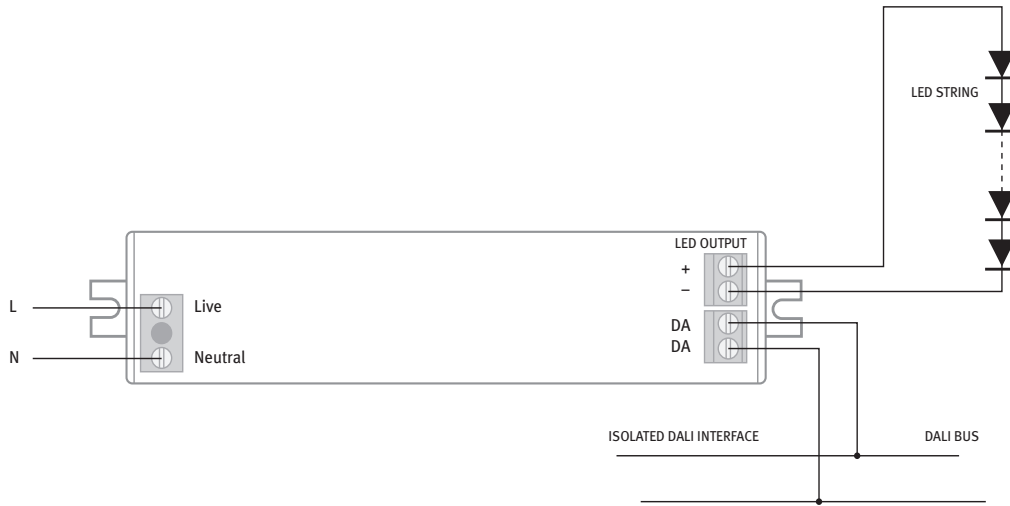 LED STRING
LED OUTPUT
+
–
L
Live
DA
DA
N
Neutral
ISOLATED DALI INTERFACE
DALI BUS